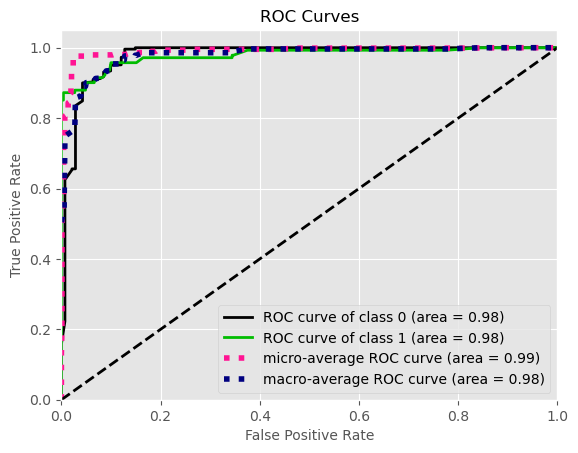 ROC Curves
1.0
0.8
0.6
0.4
0.2
0.0
True Positive Rate
ROC curve of class 0 (area = 0.98)
ROC curve of class 1 (area = 0.98)
micro-average ROC curve (area = 0.99)
macro-average ROC curve (area = 0.98)
0.0 0.2 0.4 0.6 0.8 1.0
False Positive Rate